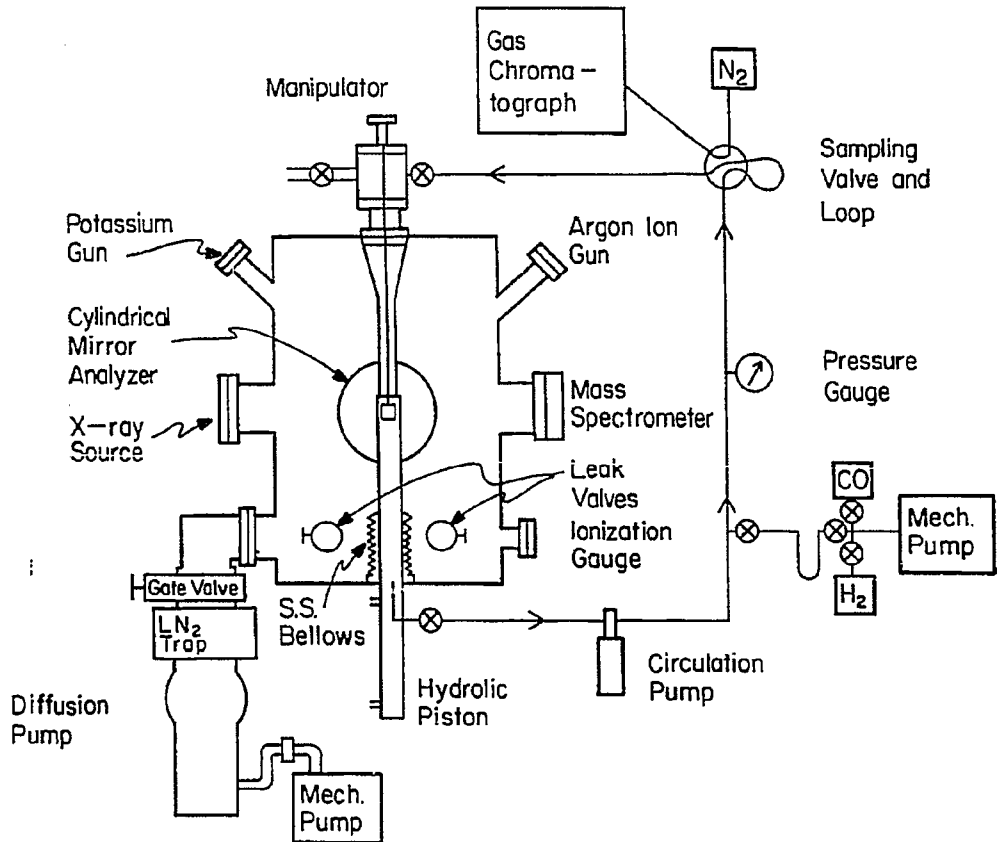 Gas
Chroma-
tograph
N2
Manipulator
Sampling
Valve and
Loop
Potassium
Gun
Argon Ion
Gun
Cylindrical
Mirror
Analyzer
Pressure
Gauge
X-ray
Source
Mass
Spectrometer
Leak
Valves
CO
Ionization
Gauge
Mech.
Pump
H2
Gate Valve
LN2
Trap
S.S.
Bellows
Circulation
Pump
Hydrolic
Piston
Diffusion
Pump
Mech.
Pump